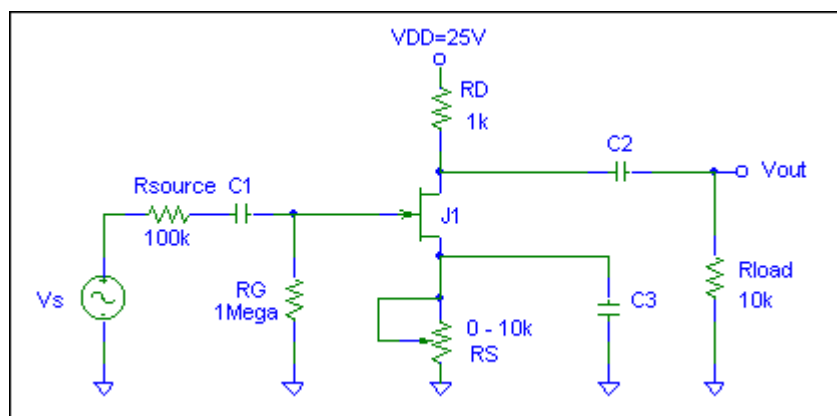 VDD=25V
RD
1k
C2
Vout
Rsource C1
J1
100k
Rload
10k
RG
1Mega
Vs
0 - 10k
RS
C3